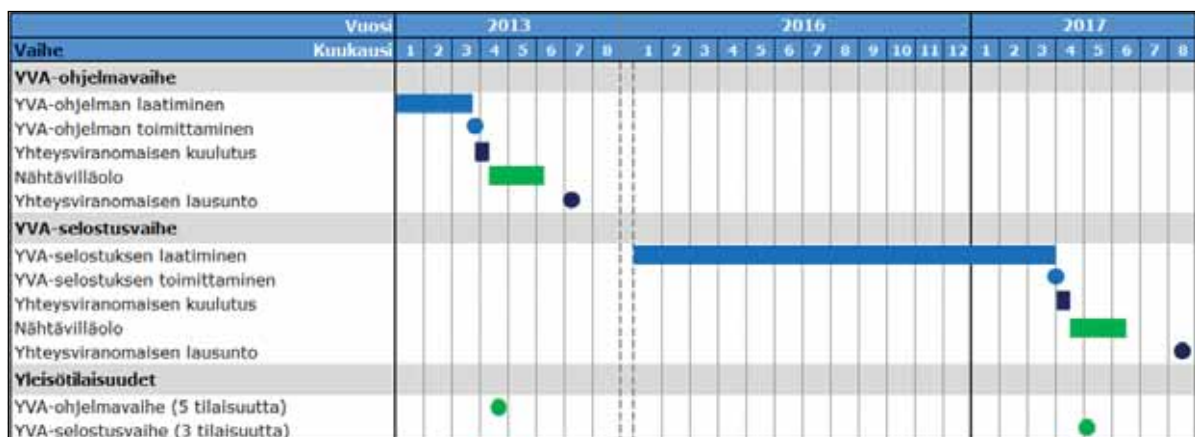 Vuosi 2013 2016 2017
Vaihe Kuukausi 1 2 3 4 5 6 7 8 1 2 3 4 5 6 7 8 9 10 11 12 1 2 3 4 5 6 7 8
YVA-ohjelmavaihe
YVA-ohjelman laatiminen
YVA-ohjelman toimittaminen
Yhteysviranomaisen kuulutus
Nähtävilläolo
Yhteysviranomaisen lausunto
YVA-selostusvaihe
YVA-selostuksen laatiminen
YVA-selostuksen toimittaminen
Yhteysviranomaisen kuulutus
Nähtävilläolo
Yhteysviranomaisen lausunto
Yleisötilaisuudet
YVA-ohjelmavaihe (5 tilaisuutta)
YVA-selostusvaihe (3 tilaisuutta)